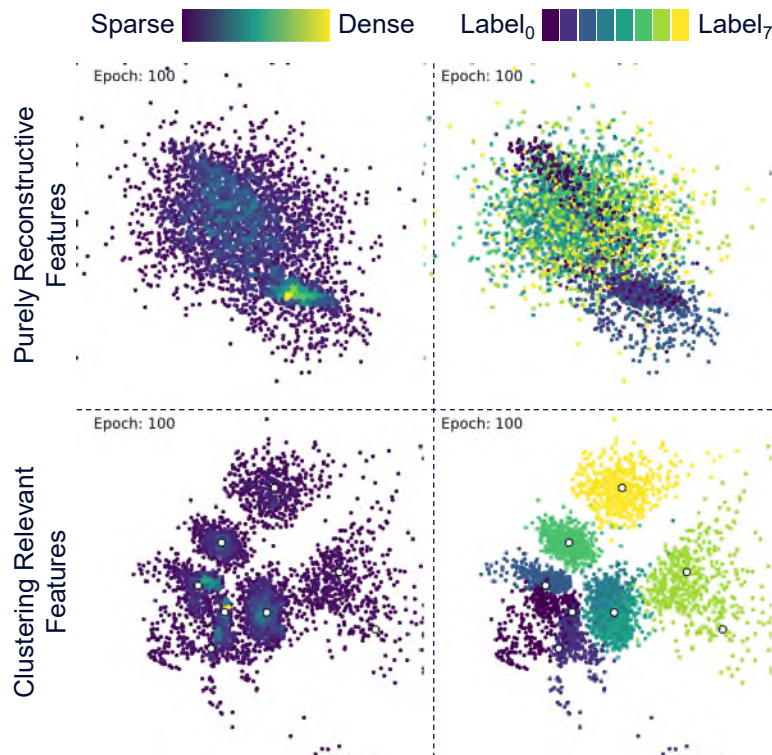 Sparse Dense Label₀ Label₇
Epoch: 100 Epoch: 100
Purely Reconstructive
Features
Epoch: 100 Epoch: 100
Clustering Relevant
Features